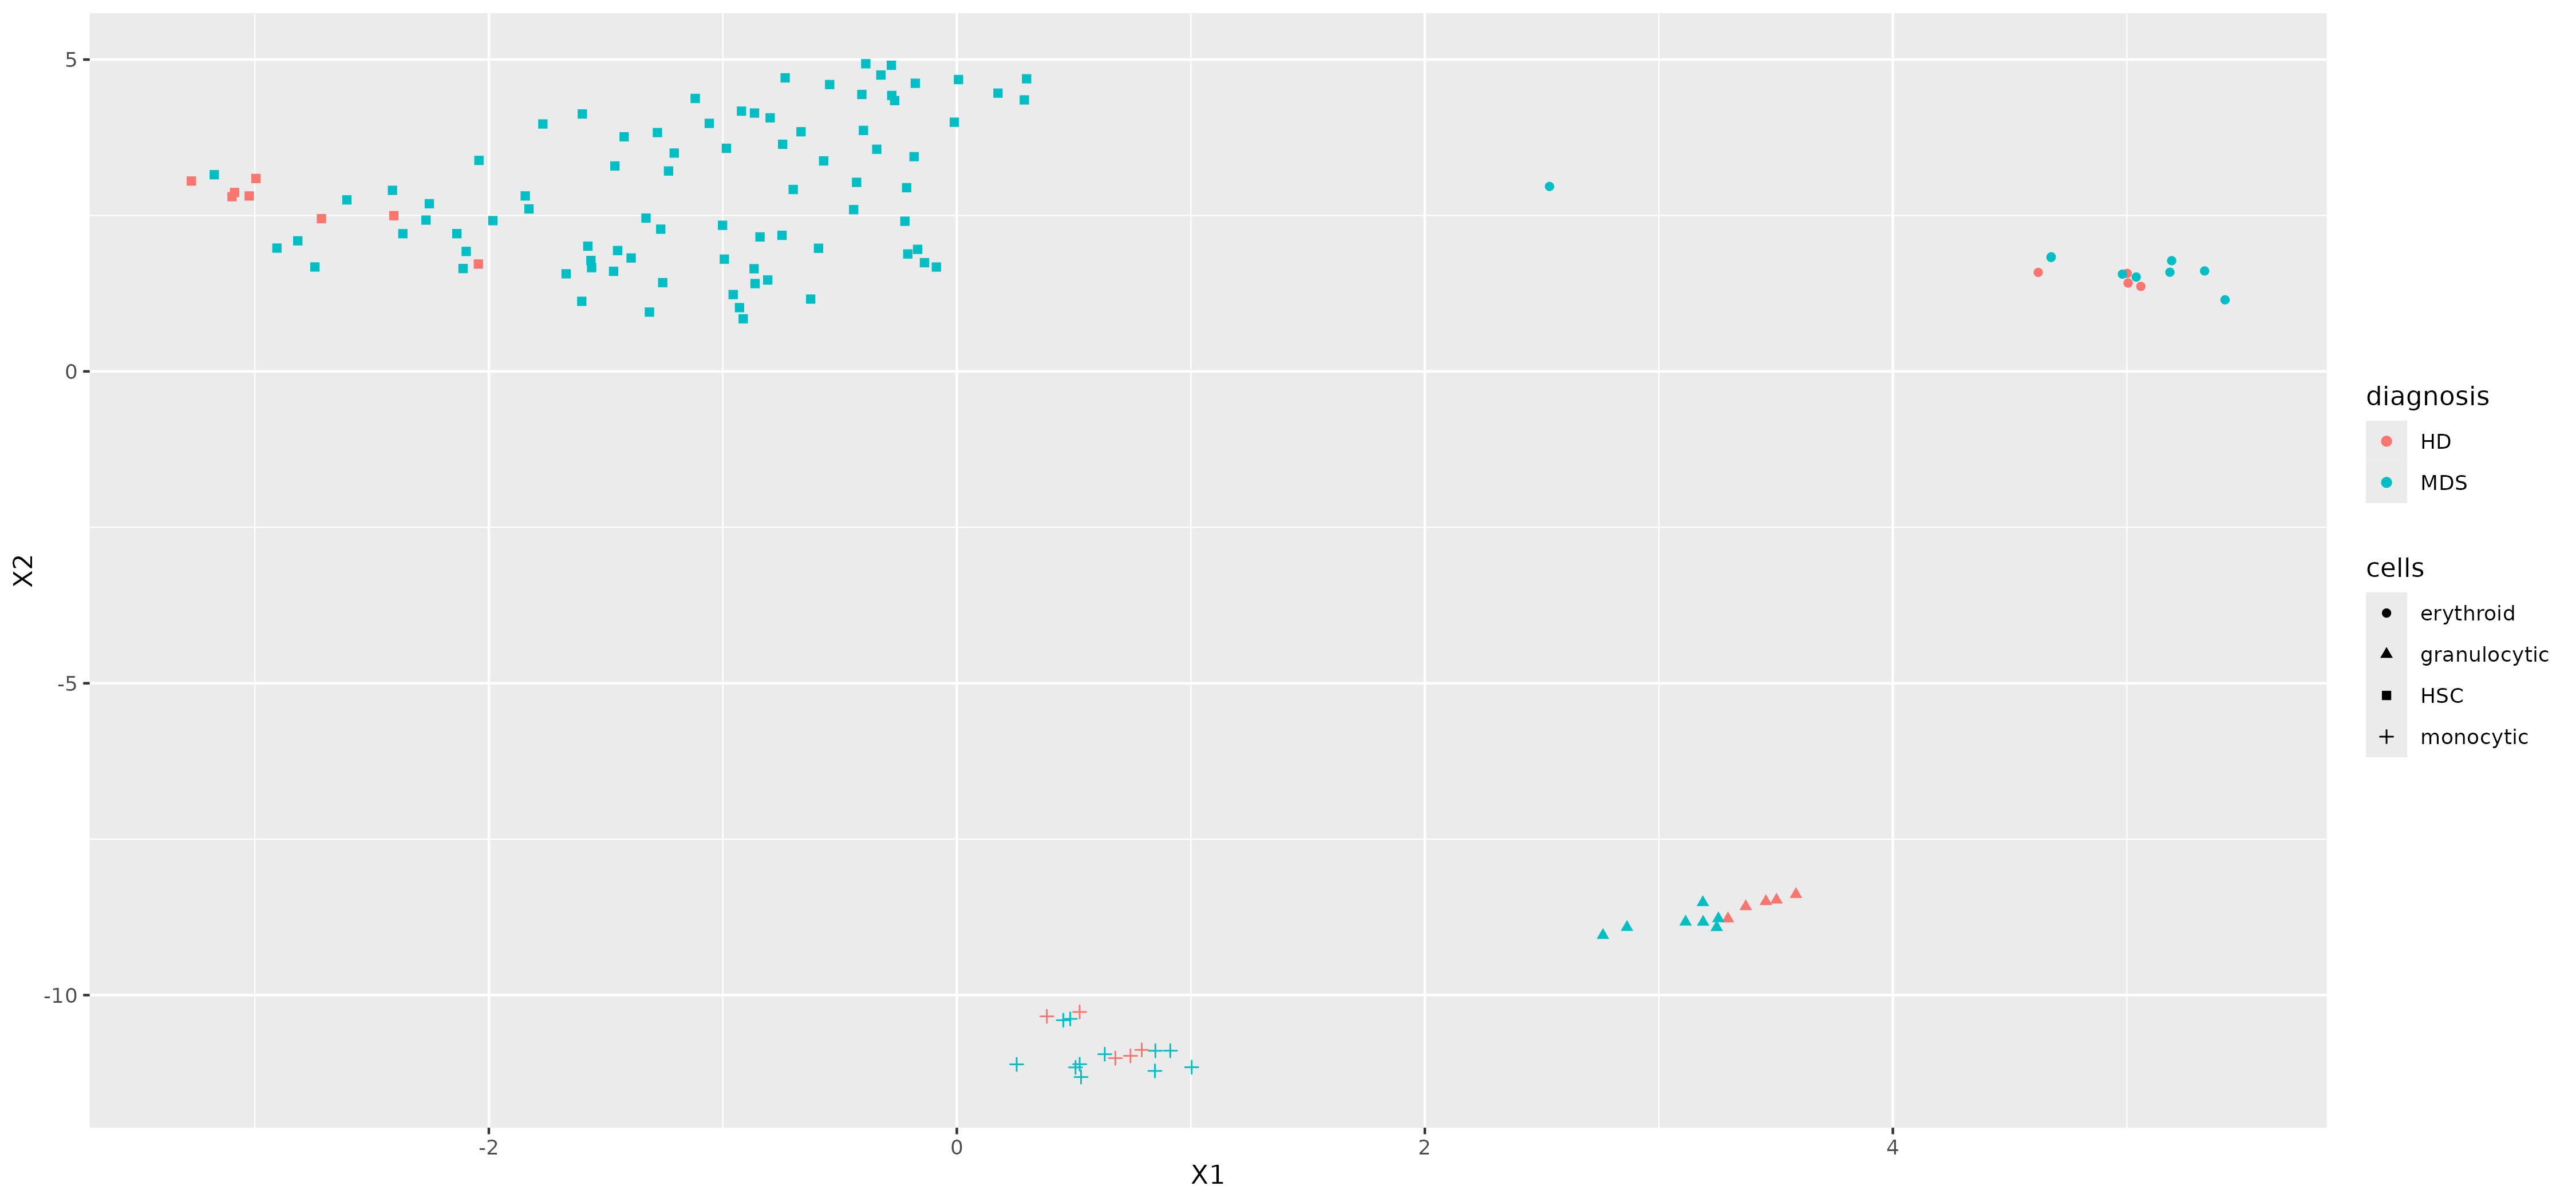 5
0
-5
-10
X2
-2
0
2
4
X1
diagnosis
HD
MDS
cells
erythroid
granulocytic
HSC
monocytic